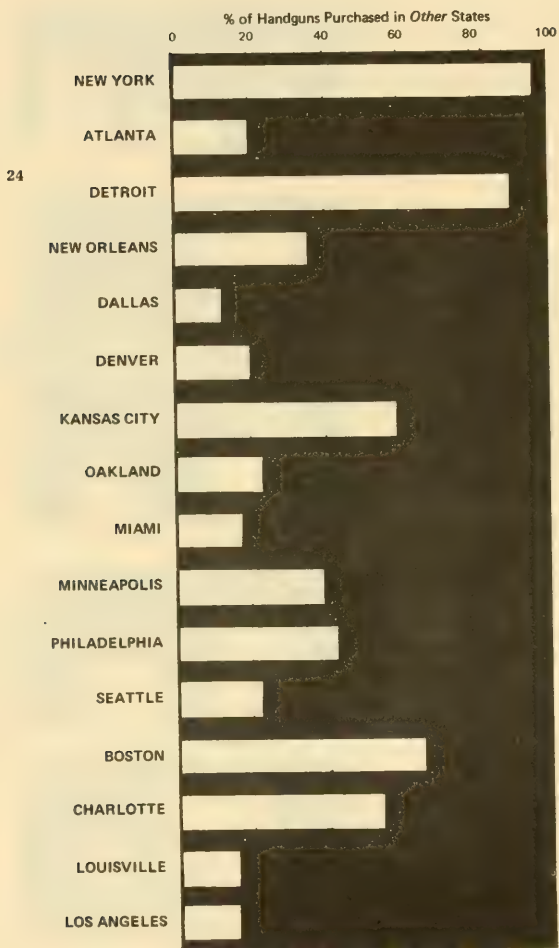 % of Handguns Purchased in Other States
0 20 40 60 80 100
NEW YORK
ATLANTA
24
DETROIT
NEW ORLEANS
DALLAS
DENVER
KANSAS CITY
OAKLAND
MIAMI
MINNEAPOLIS
PHILADELPHIA
SEATTLE
BOSTON
CHARLOTTE
LOUISVILLE
LOS ANGELES